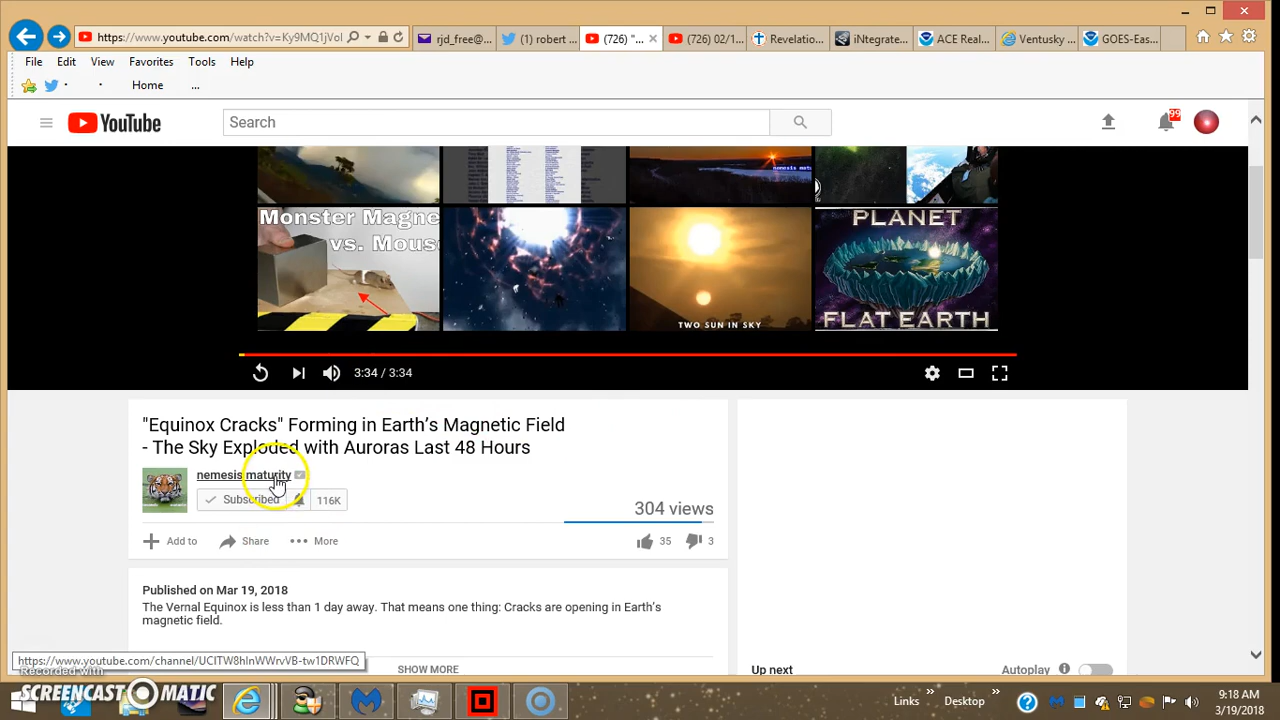 https://www.youtube.com/watch?v=Ky9MQ1jVol
rjd_free@...
(1) robert ...
(726) "...
(726) 02/1...
Revelatio...
iNtegrate...
ACE Real...
Ventusky ...
GOES-Eas...
File Edit View Favorites Tools Help
Home ...
YouTube
Search
99
Monster Magne
vs. Mous
TWO SUN IN SKY
PLANET
FLAT EARTH
3:34 / 3:34
"Equinox Cracks" Forming in Earth’s Magnetic Field
- The Sky Exploded with Auroras Last 48 Hours
nemesis maturity
Subscribed 116K
304 views
Add to Share More
35 3
Published on Mar 19, 2018
The Vernal Equinox is less than 1 day away. That means one thing: Cracks are opening in Earth’s
magnetic field.
SHOW MORE
Up next Autoplay
https://www.youtube.com/channel/UCITW8hlnWWrvVB-tw1DRWFQ
Recorded with
SCREENCAST MATIC
Links Desktop
9:18 AM
3/19/2018